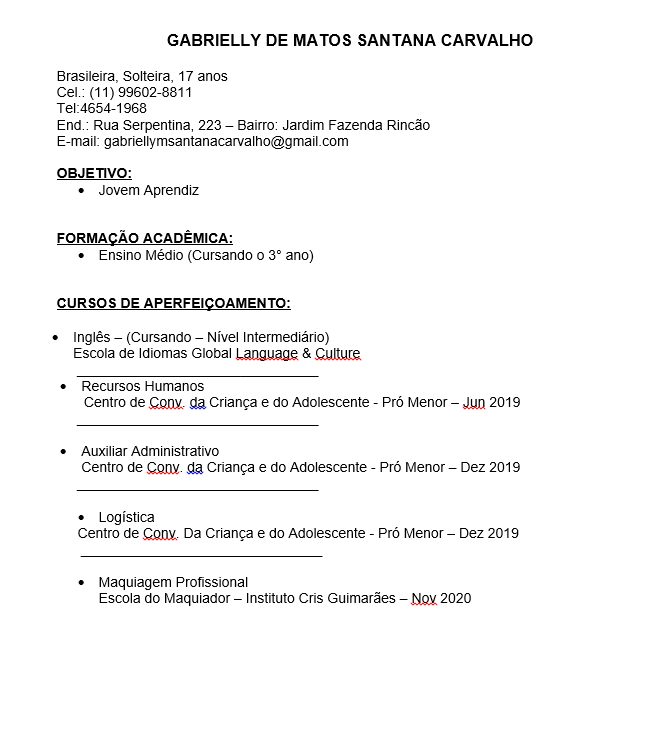 GABRIELLY DE MATOS SANTANA CARVALHO
Brasileira, Solteira, 17 anos
Cel.: (11) 99602-8811
Tel:4654-1968
End.: Rua Serpentina, 223 – Bairro: Jardim Fazenda Rincão
E-mail: gabriellymsantanacarvalho@gmail.com
OBJETIVO:
• Jovem Aprendiz
FORMAÇÃO ACADÊMICA:
• Ensino Médio (Cursando o 3° ano)
CURSOS DE APERFEIÇOAMENTO:
• Inglês – (Cursando – Nível Intermediário)
Escola de Idiomas Global Language & Culture
• Recursos Humanos
Centro de Conv. da Criança e do Adolescente - Pró Menor – Jun 2019
• Auxiliar Administrativo
Centro de Conv. da Criança e do Adolescente - Pró Menor – Dez 2019
• Logística
Centro de Conv. Da Criança e do Adolescente - Pró Menor – Dez 2019
• Maquiagem Profissional
Escola do Maquiador – Instituto Cris Guimarães – Nov 2020